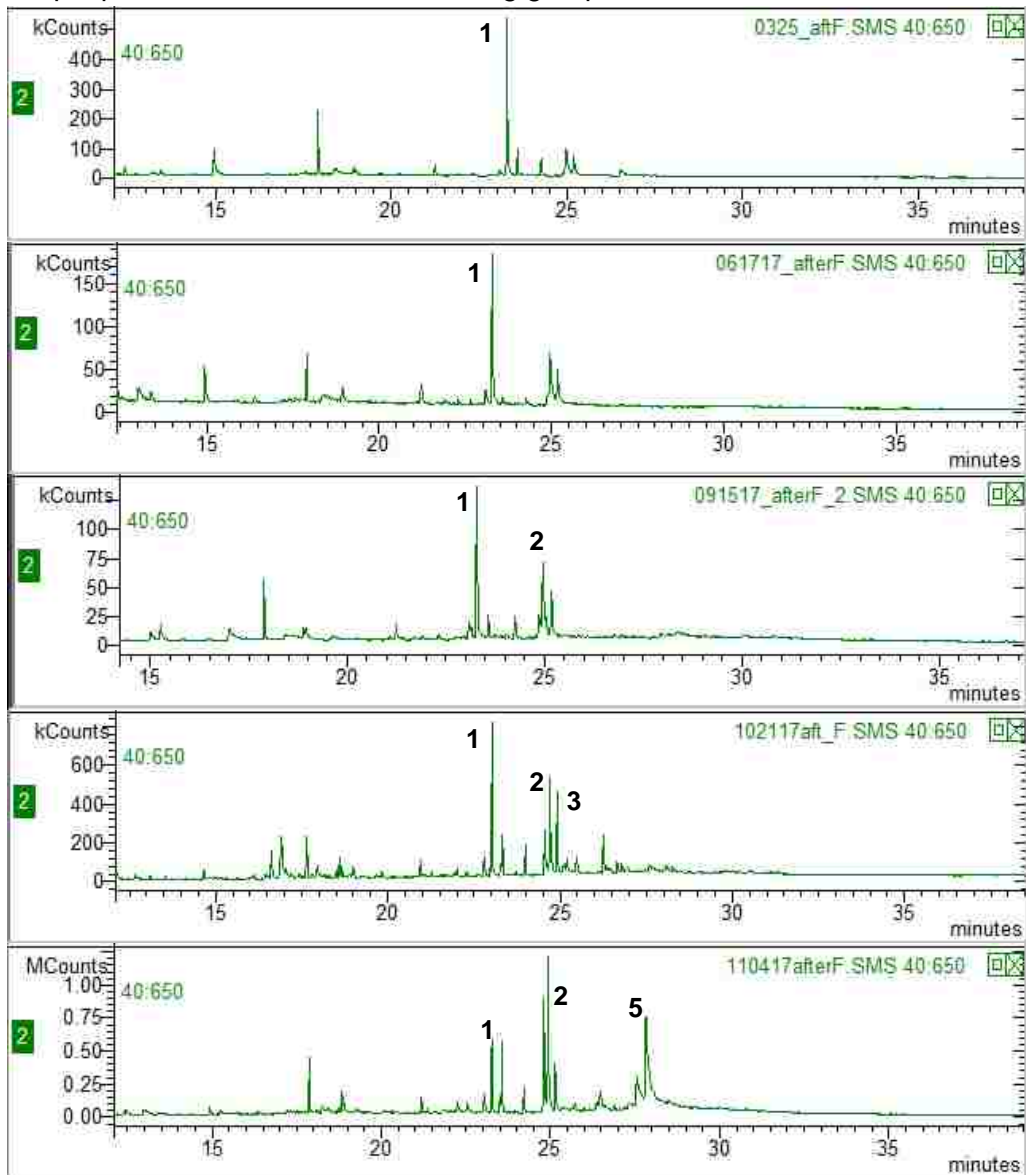 kCounts
1
0325_aftF.SMS 40:650
40:650
400
300
200
100
0
2
15 20 25 30 35
minutes
kCounts
1
061717_afterF.SMS 40:650
40:650
150
100
50
0
2
15 20 25 30 35
minutes
kCounts
1
091517_afterF_2.SMS 40:650
40:650
2
100
75
50
25
0
2
15 20 25 30 35
minutes
kCounts
1
102117aft_F.SMS 40:650
40:650
2
3
600
400
200
0
2
15 20 25 30 35
minutes
MCounts
110417afterF.SMS 40:650
40:650
1
2
5
1.00
0.75
0.50
0.25
0.00
2
15 20 25 30 35
minutes